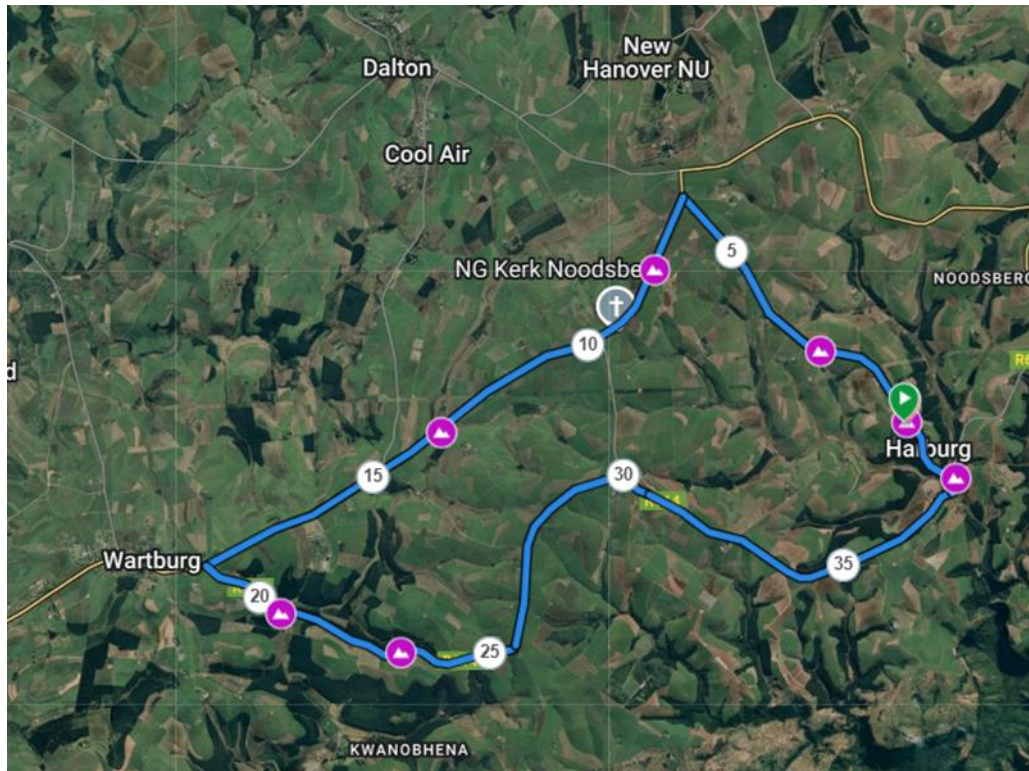 New
Hanover NU
Dalton
Cool Air
NG Kerk Noodsbe
5
NOODSBERG
10
d
R6
15
30
35
Wartburg
20
25
KWANOBHENA